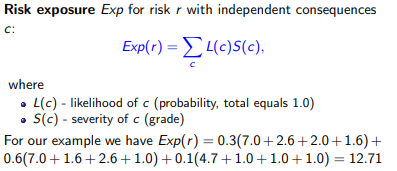 Risk exposure Exp for risk r with independent consequences
c:
Exp(r) = ∑ L(c)S(c),
c
where
• L(c) - likelihood of c (probability, total equals 1.0)
• S(c) - severity of c (grade)
For our example we have Exp(r) = 0.3(7.0 + 2.6 + 2.0 + 1.6) +
0.6(7.0 + 1.6 + 2.6 + 1.0) + 0.1(4.7 + 1.0 + 1.0 + 1.0) = 12.71